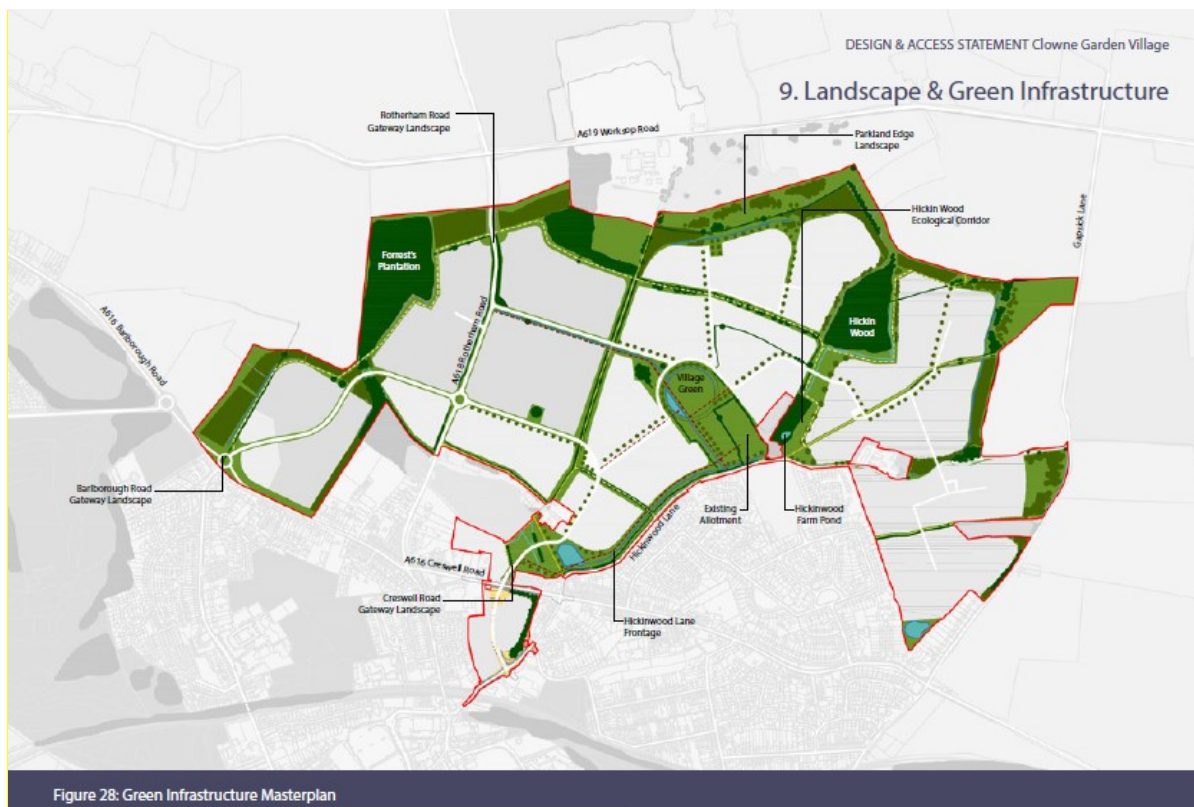 DESIGN & ACCESS STATEMENT Clowne Garden Village
9. Landscape & Green Infrastructure
Rotherham Road
Gateway Landscape
A619 Worksop Road
Parkland Edge
Landscape
Hickin Wood
Ecological Corridor
Gapsick Lane
Forrest's
Plantation
A616 Barlborough Road
A618 Rotherham Road
Hickin
Wood
Village
Green
Barlborough Road
Gateway Landscape
Existing
Allotment
Hickinwood
Farm Pond
Hickinwood Lane
A616 Creswell Road
Creswell Road
Gateway Landscape
Hickinwood Lane
Frontage
Figure 28: Green Infrastructure Masterplan